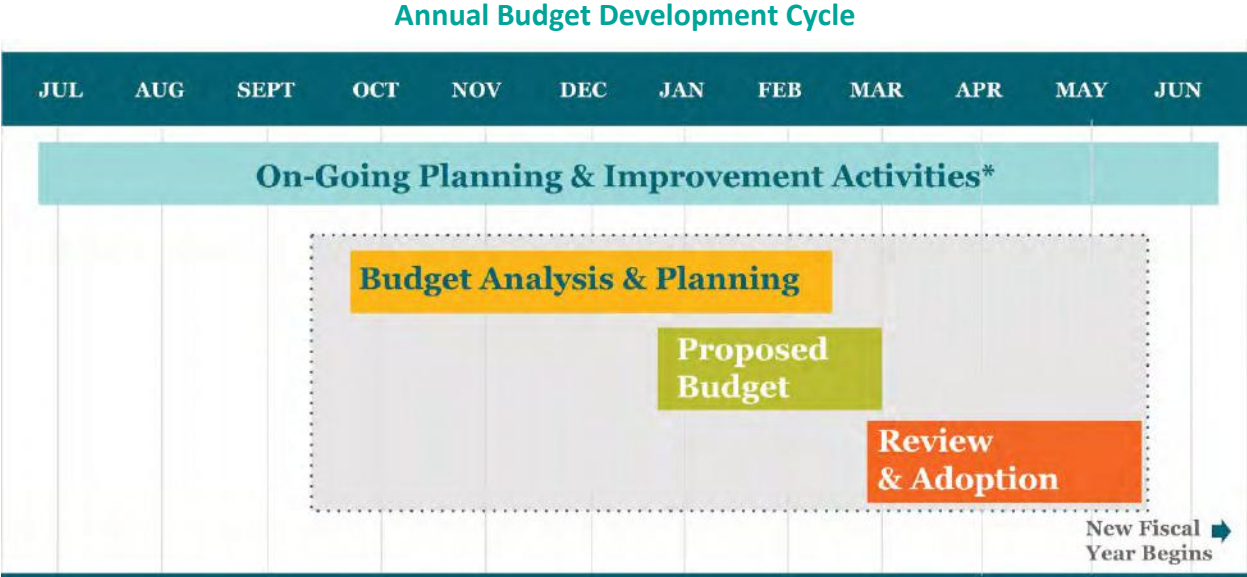 Annual Budget Development Cycle
JUL AUG SEPT OCT NOV DEC JAN FEB MAR APR MAY JUN
On-Going Planning & Improvement Activities*
Budget Analysis & Planning
Proposed
Budget
Review
& Adoption
New Fiscal
Year Begins